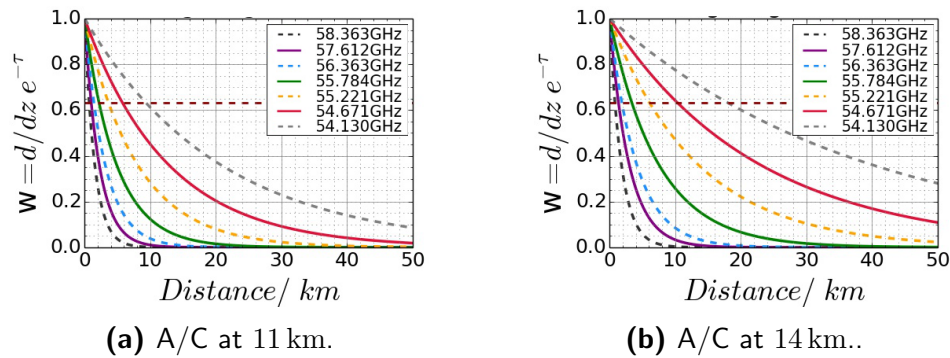 1.0
0.8
0.6
0.4
0.2
0.0
W=d/dz e^{-τ}
0 10 20 30 40 50
Distance/ km
58.363GHz
57.612GHz
56.363GHz
55.784GHz
55.221GHz
54.671GHz
54.130GHz
(a) A/C at 11 km.
1.0
0.8
0.6
0.4
0.2
0.0
W=d/dz e^{-τ}
0 10 20 30 40 50
Distance/ km
58.363GHz
57.612GHz
56.363GHz
55.784GHz
55.221GHz
54.671GHz
54.130GHz
(b) A/C at 14 km..